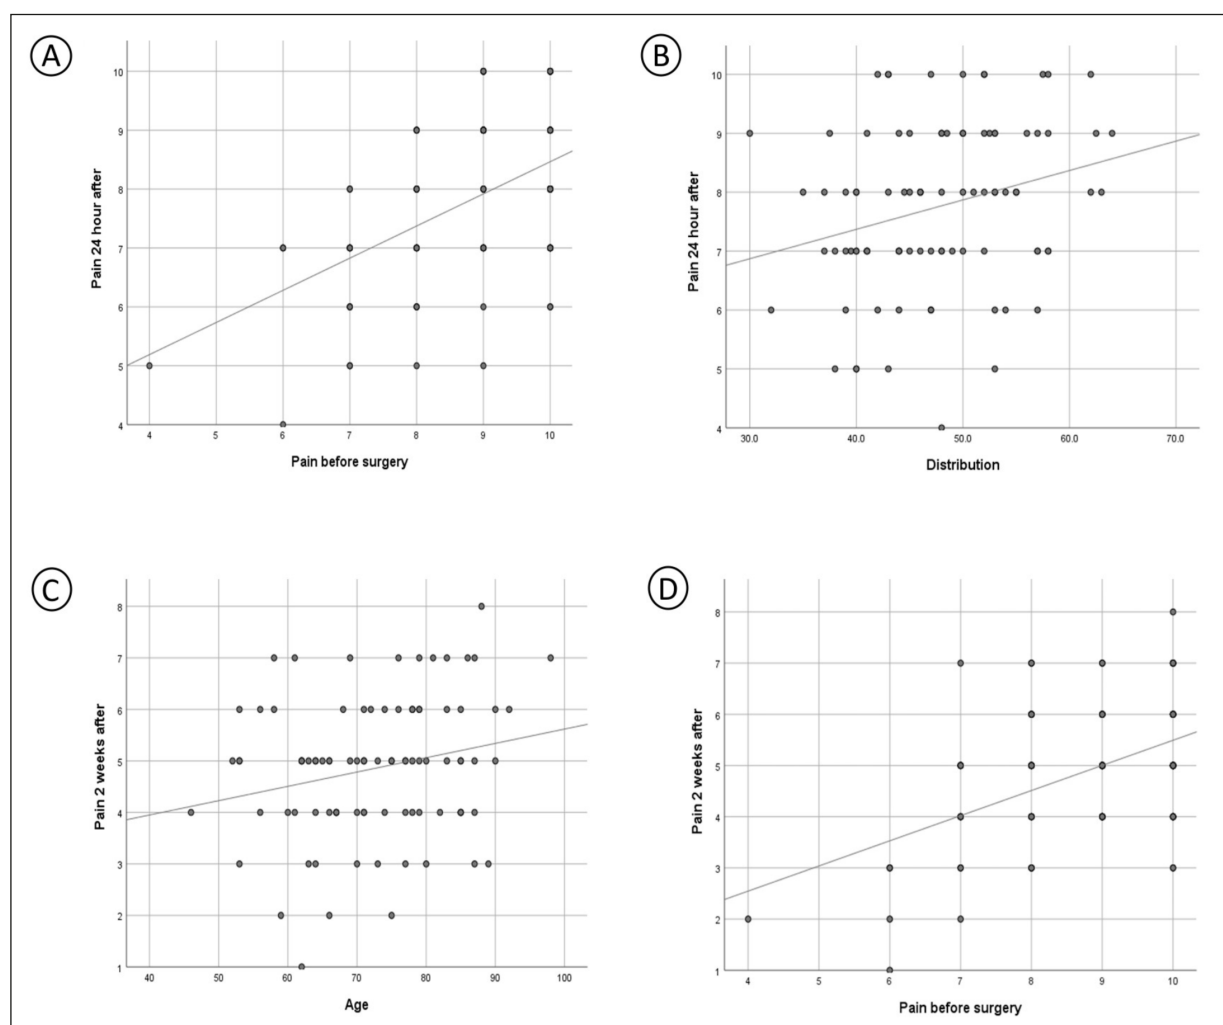 A
10
9
8
7
6
5
4
Pain 24 hour after
4 5 6 7 8 9 10
Pain before surgery
B
10
9
8
7
6
5
4
Pain 24 hour after
30.0 40.0 50.0 60.0 70.0
Distribution
C
8
7
6
5
4
3
2
1
Pain 2 weeks after
40 50 60 70 80 90 100
Age
D
8
7
6
5
4
3
2
1
Pain 2 weeks after
4 5 6 7 8 9 10
Pain before surgery